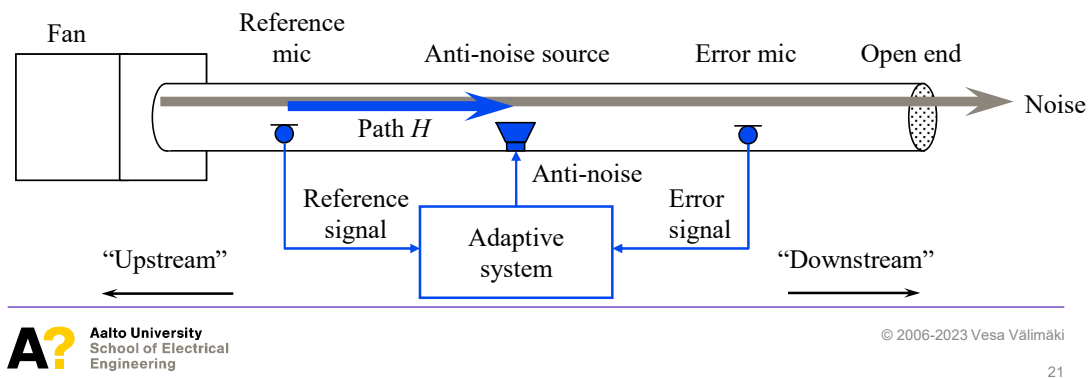 Fan
Reference
mic
Anti-noise source
Error mic
Open end
Noise
Path H
Anti-noise
Reference
signal
Error
signal
Adaptive
system
“Upstream”
“Downstream”
A?
Aalto University
School of Electrical
Engineering
© 2006-2023 Vesa Välimäki
21